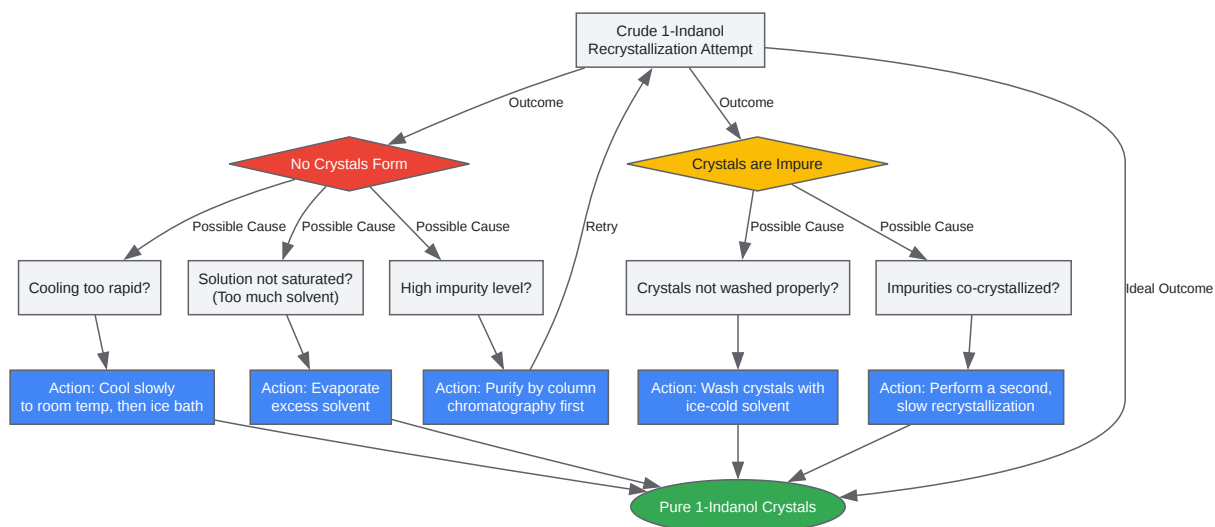 Crude 1-Indanol
Recrystallization Attempt
Outcome
Outcome
No Crystals Form
Crystals are Impure
Possible Cause
Possible Cause
Possible Cause
Retry
Possible Cause
Possible Cause
Cooling too rapid?
Solution not saturated?
(Too much solvent)
High impurity level?
Crystals not washed properly?
Impurities co-crystallized?
Ideal Outcome
Action: Cool slowly
to room temp, then ice bath
Action: Evaporate
excess solvent
Action: Purify by column
chromatography first
Action: Wash crystals with
ice-cold solvent
Action: Perform a second,
slow recrystallization
Pure 1-Indanol Crystals